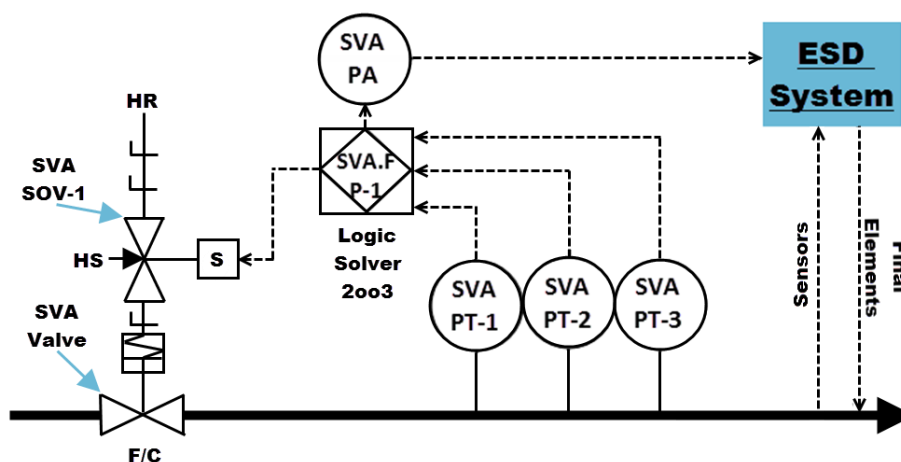 SVA
PA
ESD
System
HR
SVA
SOV-1
SVA.F
P-1
HS
S
Logic
Solver
2oo3
SVA
PT-1
SVA
PT-2
SVA
PT-3
SVA
Valve
F/C
Sensors
Final
Elements